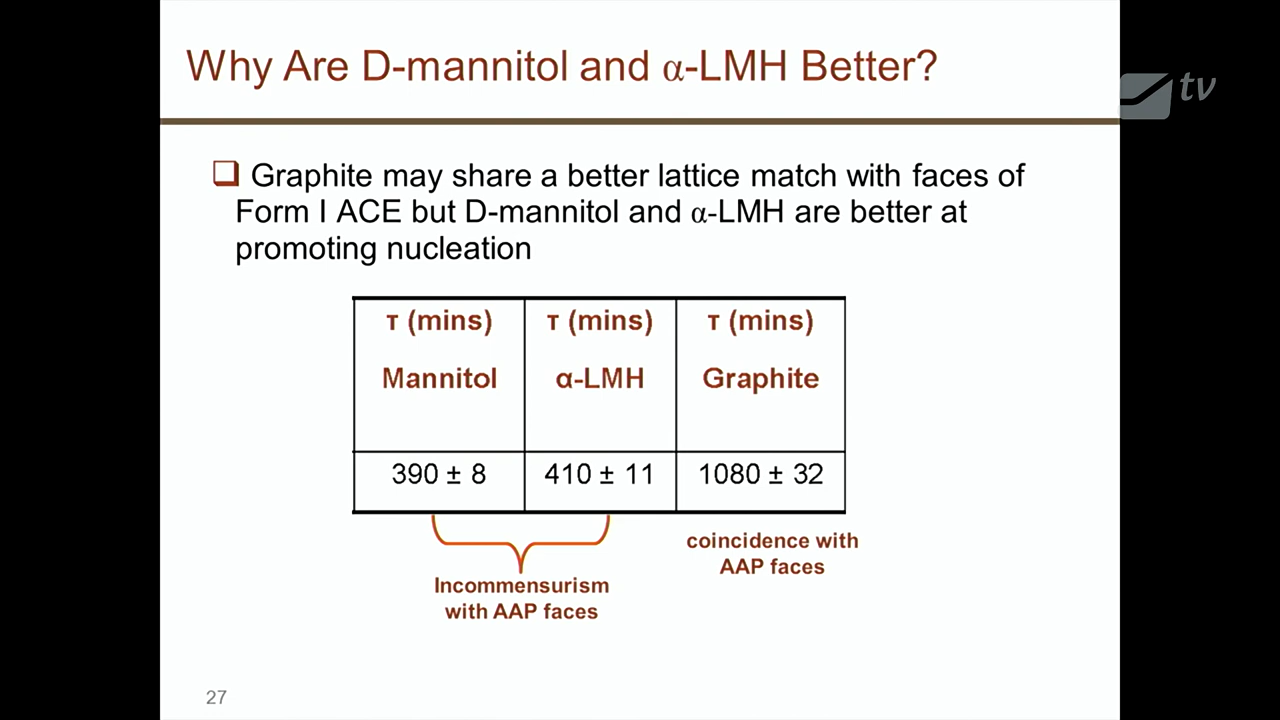 Why Are D-mannitol and α-LMH Better?
tv
Graphite may share a better lattice match with faces of
Form I ACE but D-mannitol and α-LMH are better at
promoting nucleation
τ (mins) τ (mins) τ (mins)
Mannitol α-LMH Graphite
390 ± 8 410 ± 11 1080 ± 32
coincidence with
AAP faces
Incommensurism
with AAP faces
27